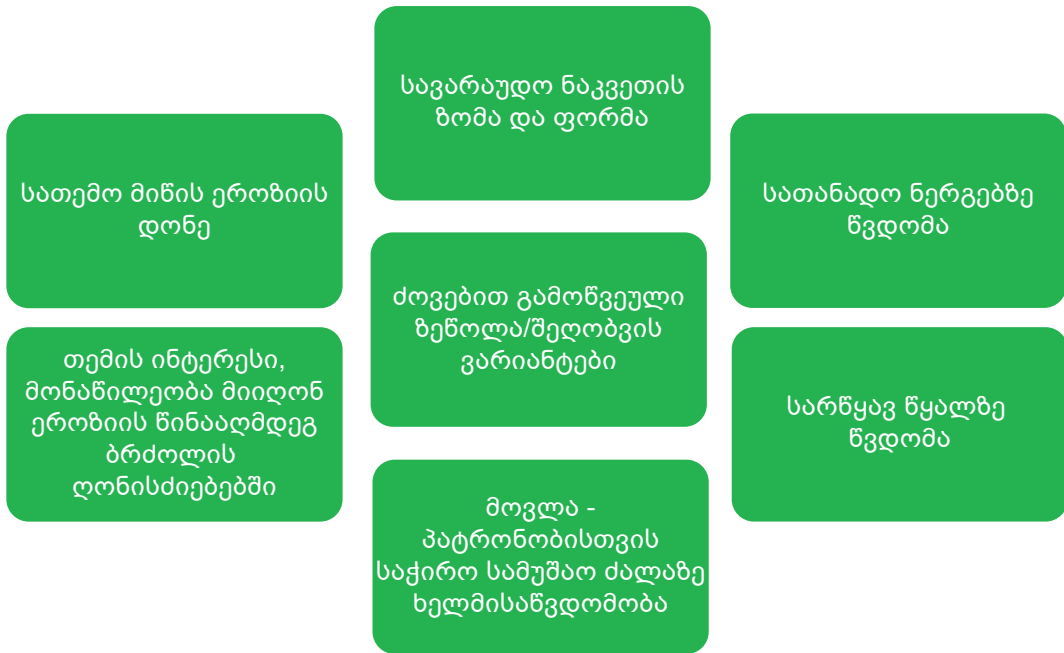 სავარაუდო ნაკვეთის
ზომა და ფორმა
სათემო მიწის ეროზიის
დონე
სათანადო ნერგებზე
წვდომა
ძოვებით გამოწვეული
ზეწოლა/შეღობვის
ვარიანტები
თემის ინტერესი,
მონაწილეობა მიიღონ
ეროზიის წინააღმდეგ
ბრძოლის
ღონისძიებებში
სარწყავ წყალზე
წვდომა
მოვლა -
პატრონობისთვის
საჭირო სამუშაო ძალაზე
ხელმისაწვდომობა